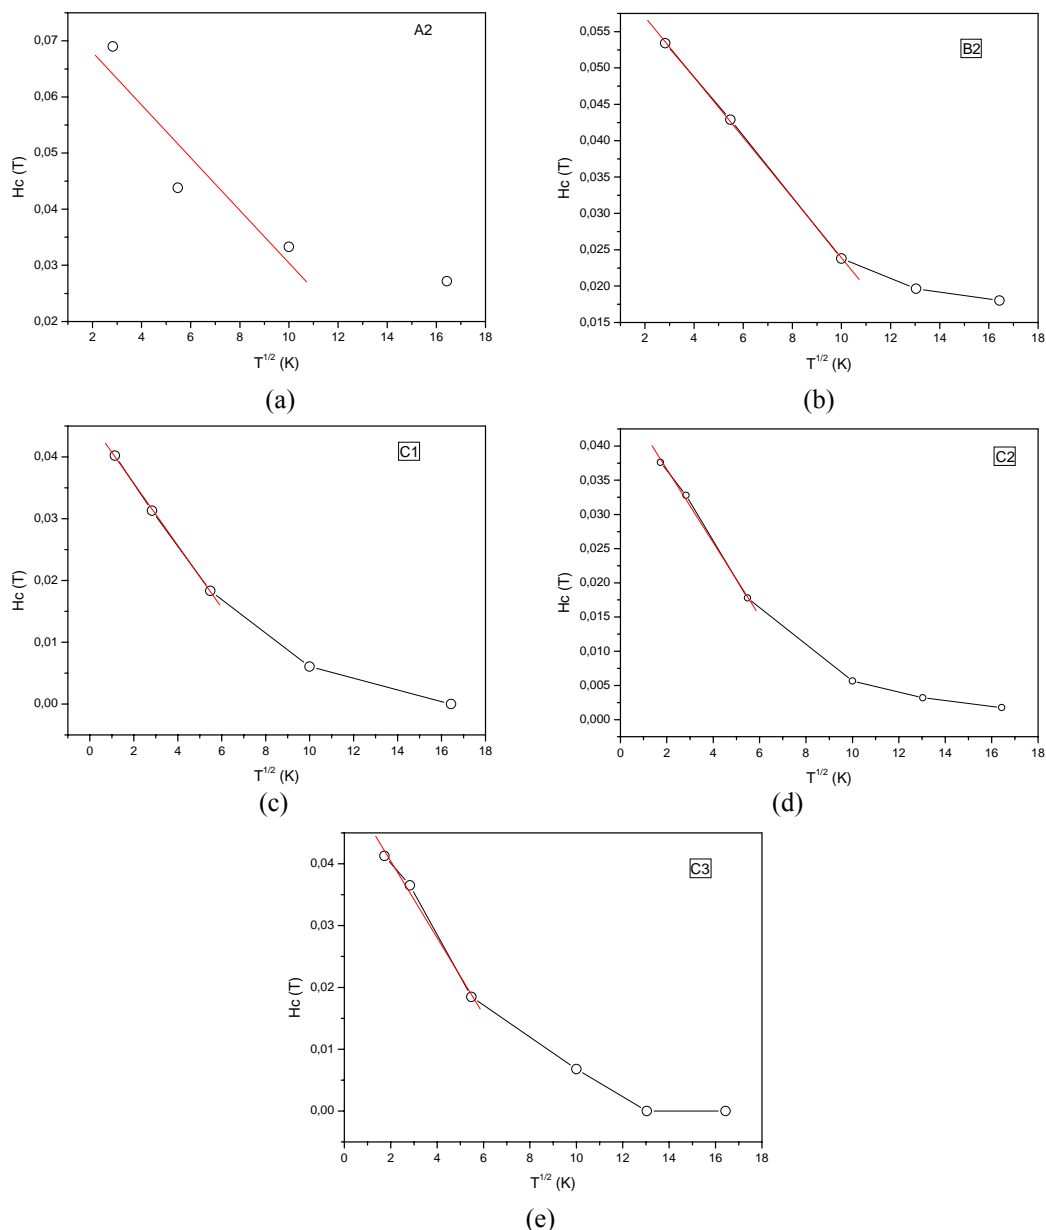 A2
0,07
0,06
0,05
0,04
0,03
0,02
Hc (T)
2 4 6 8 10 12 14 16 18
T^1/2 (K)
(a)
B2
0,055
0,050
0,045
0,040
0,035
0,030
0,025
0,020
0,015
Hc (T)
0 2 4 6 8 10 12 14 16 18
T^1/2 (K)
(b)
C1
0,04
0,03
0,02
0,01
0,00
Hc (T)
0 2 4 6 8 10 12 14 16 18
T^1/2 (K)
(c)
C2
0,040
0,035
0,030
0,025
0,020
0,015
0,010
0,005
0,000
Hc (T)
0 2 4 6 8 10 12 14 16 18
T^1/2 (K)
(d)
C3
0,04
0,03
0,02
0,01
0,00
Hc (T)
0 2 4 6 8 10 12 14 16 18
T^1/2 (K)
(e)